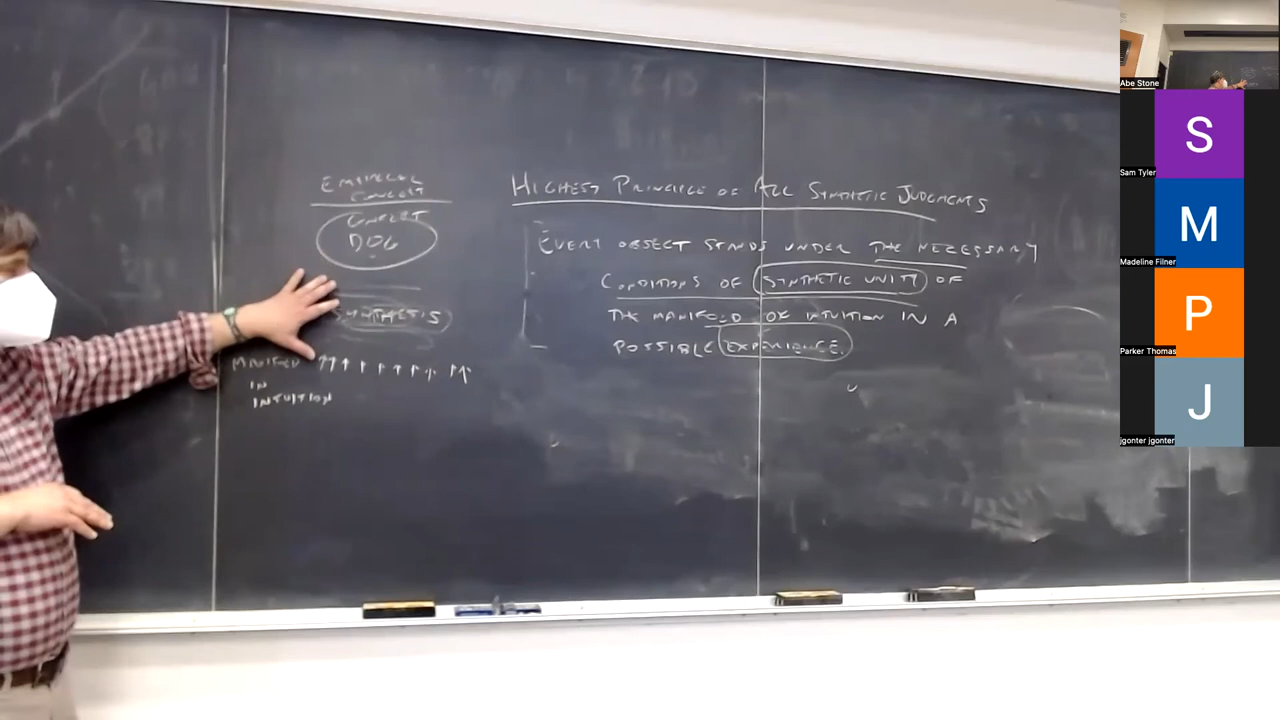 EMPIRICAL
CONCEPT
CONCEPT
DOG
SYNTHESIS
MANIFOLD
IN
INTUITION
HIGHEST PRINCIPLE OF ALL SYNTHETIC JUDGMENTS
EVERY OBJECT STANDS UNDER THE NECESSARY
CONDITIONS OF SYNTHETIC UNITY OF
THE MANIFOLD OF INTUITION IN A
POSSIBLE EXPERIENCE.
Abe Stone
S
Sam Tyler
M
Madeline Filner
P
Parker Thomas
J
jgonter jgonter